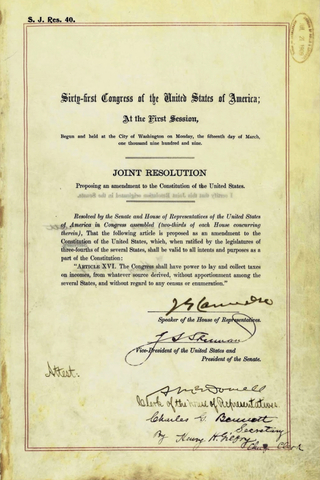 S. J. Res. 40.
Sixty-first Congress of the United States of America;
At the First Session,
Begun and held at the City of Washington on Monday, the fifteenth day of March,
one thousand nine hundred and nine.
JOINT RESOLUTION
Proposing an amendment to the Constitution of the United States.
Resolved by the Senate and House of Representatives of the United States
of America in Congress assembled (two-thirds of each House concurring
therein), That the following article is proposed as an amendment to the
Constitution of the United States, which, when ratified by the legislatures
of three-fourths of the several States, shall be valid to all intents and purposes as a
part of the Constitution:
"ARTICLE XVI. The Congress shall have power to lay and collect taxes
on incomes, from whatever source derived, without apportionment among the
several States, and without regard to any census or enumeration."
J G Cannon
Speaker of the House of Representatives.
J. S. Sherman
Vice-President of the United States and
President of the Senate.
Attest.
McDowell
Clerk of the House of Representatives.
Charles G. Bennett
Secretary
By Henry H. Gilfry
Chief Clerk